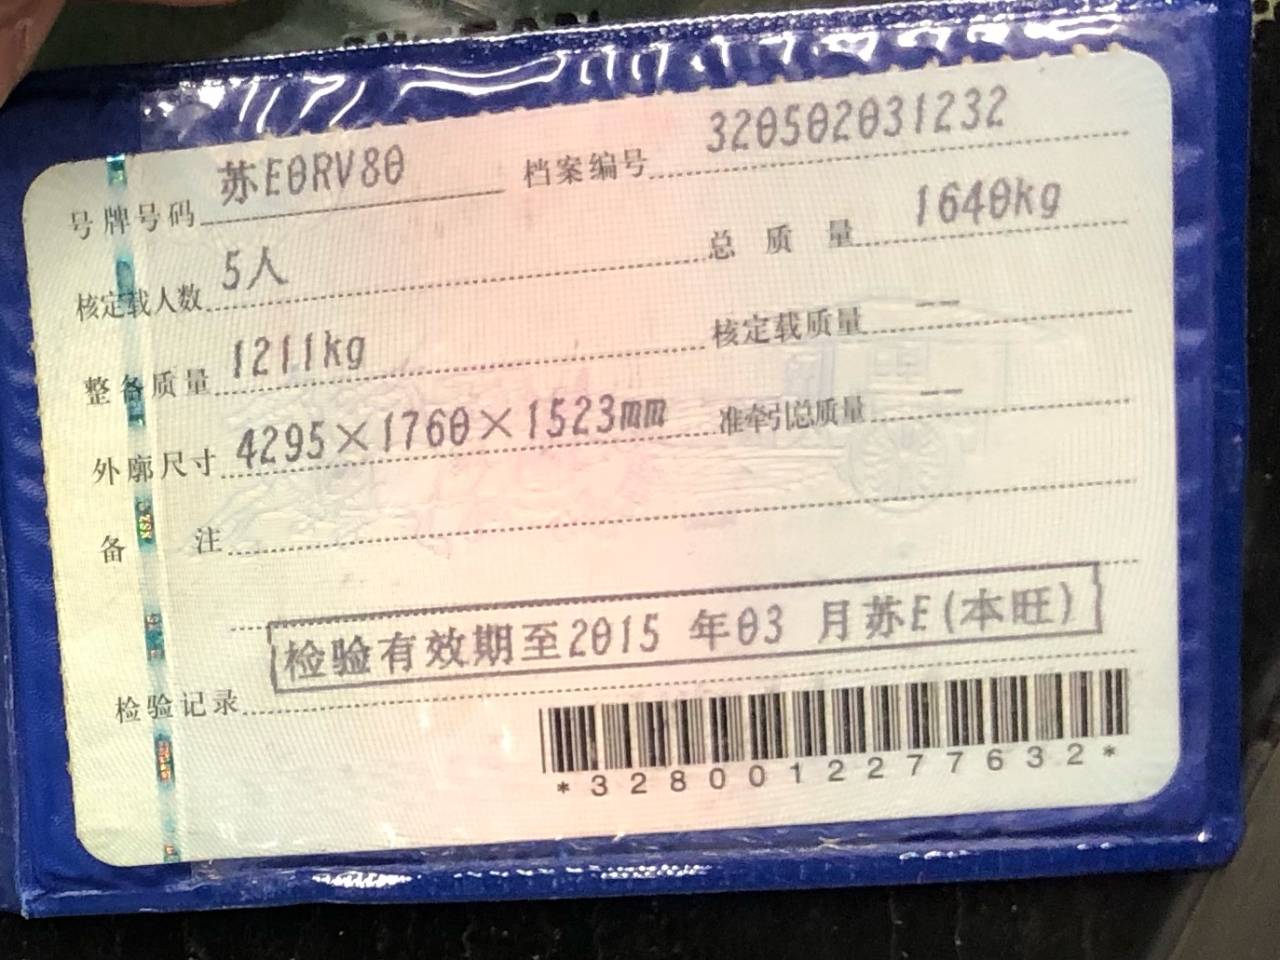 号牌号码 苏E0RV80 档案编号 320502031232
核定载人数 5人 总质量 1640kg
整备质量 1211kg 核定载质量 --
外廓尺寸 4295×1760×1523mm 准牵引总质量 --
备注
检验有效期至2015 年03 月苏E(本旺)
检验记录
*328001227632*